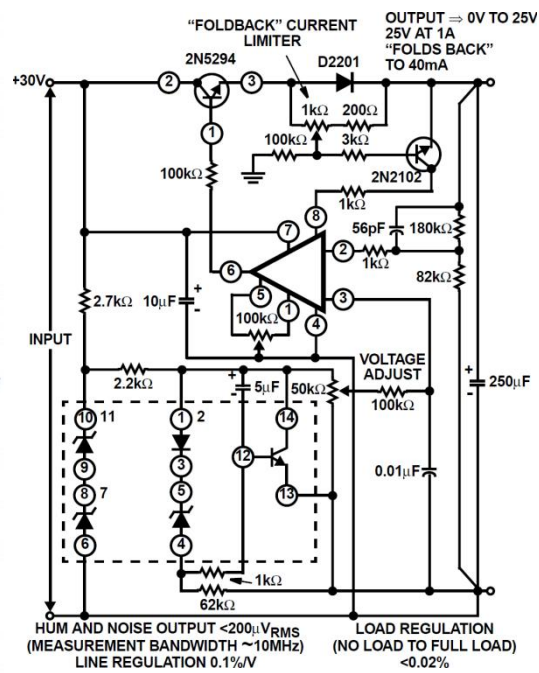 "FOLDBACK" CURRENT
LIMITER
OUTPUT ⇒ 0V TO 25V
25V AT 1A
"FOLDS BACK"
TO 40mA
2N5294
D2201
+30V
2
3
1kΩ
200Ω
1
100kΩ
3kΩ
100kΩ
2N2102
1kΩ
8
7
56pF
180kΩ
6
2
1kΩ
82kΩ
5
1
3
4
2.7kΩ
10μF
+
-
100kΩ
INPUT
VOLTAGE
ADJUST
2.2kΩ
+
-
5μF
50kΩ
100kΩ
+
-
250μF
10
11
1
2
14
9
3
12
8
7
5
13
0.01μF
6
4
1kΩ
62kΩ
HUM AND NOISE OUTPUT <200μVRMS
(MEASUREMENT BANDWIDTH ~10MHz)
LINE REGULATION 0.1%/V
LOAD REGULATION
(NO LOAD TO FULL LOAD)
<0.02%